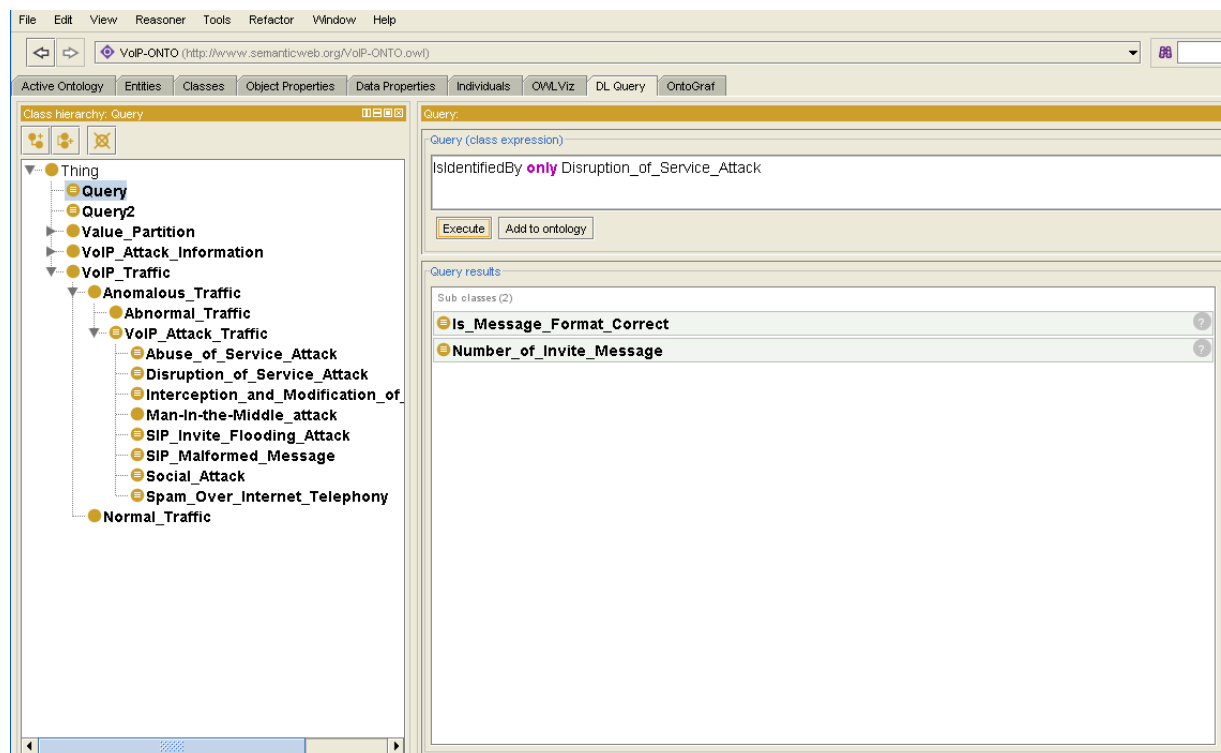 File Edit View Reasoner Tools Refactor Window Help
VoIP-ONTO (http://www.semanticweb.org/VoIP-ONTO.owl)
Active Ontology Entities Classes Object Properties Data Properties Individuals OWLViz DL Query OntoGraf
Class hierarchy: Query
Thing
Query
Query2
Value_Partition
VoIP_Attack_Information
VoIP_Traffic
Anomalous_Traffic
Abnormal_Traffic
VoIP_Attack_Traffic
Abuse_of_Service_Attack
Disruption_of_Service_Attack
Interception_and_Modification_of_
Man-In-the-Middle_attack
SIP_Invite_Flooding_Attack
SIP_Malformed_Message
Social_Attack
Spam_Over_Internet_Telephony
Normal_Traffic
Query:
Query (class expression)
IsIdentifiedBy only Disruption_of_Service_Attack
Execute Add to ontology
Query results
Sub classes (2)
Is_Message_Format_Correct ?
Number_of_Invite_Message ?